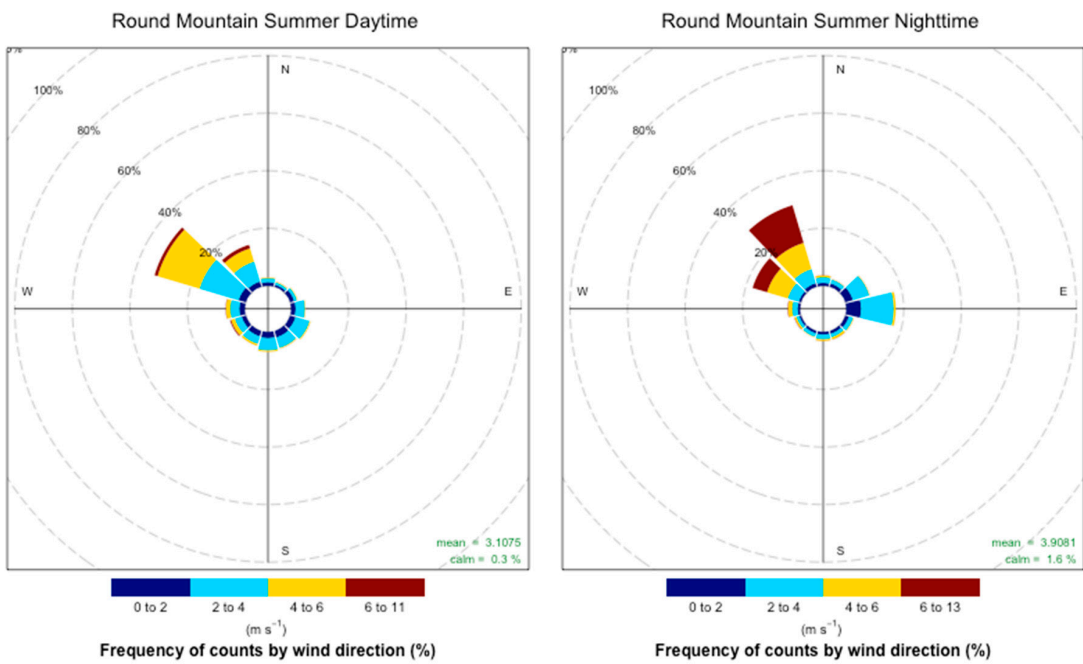 Round Mountain Summer Daytime
N
100%
80%
60%
40%
20%
W
E
S
mean = 3.1075
calm = 0.3 %
0 to 2
2 to 4
4 to 6
6 to 11
(m s⁻¹)
Frequency of counts by wind direction (%)
Round Mountain Summer Nighttime
N
100%
80%
60%
40%
20%
W
E
S
mean = 3.9081
calm = 1.6 %
0 to 2
2 to 4
4 to 6
6 to 13
(m s⁻¹)
Frequency of counts by wind direction (%)